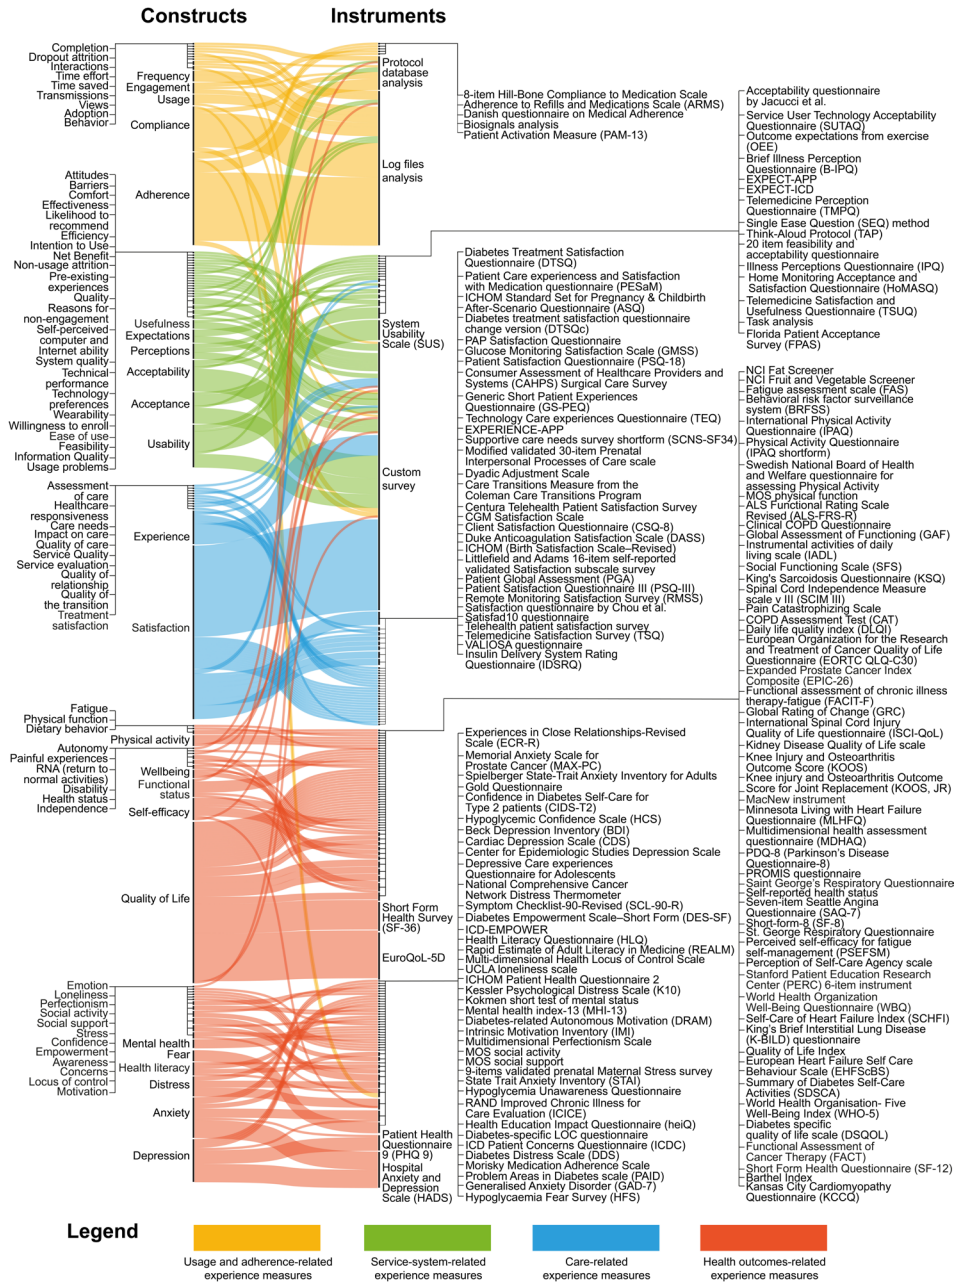 Constructs
Instruments
Completion
Dropout attrition
Interactions
Time effort
Time saved
Transmissions
Views
Adoption
Behavior
Frequency
Engagement
Usage
Compliance
Adherence
Attitudes
Barriers
Comfort
Effectiveness
Likelihood to
recommend
Efficiency
Intention to Use
Net Benefit
Non-usage attrition
Pre-existing
experiences
Quality
Reasons for
non-engagement
Self-perceived
computer and
Internet ability
System quality
Technical
performance
Technology
preferences
Wearability
Willingness to enroll
Ease of use
Feasibility
Information Quality
Usage problems
Usefulness
Expectations
Perceptions
Acceptability
Acceptance
Usability
Assessment
of care
Healthcare
responsiveness
Care needs
Impact on care
Quality of care
Service Quality
Service evaluation
Quality of
relationship
Quality of
the transition
Treatment
satisfaction
Experience
Satisfaction
Fatigue
Physical function
Dietary behavior
Physical activity
Autonomy
Painful experiences
RNA (return to
normal activities)
Disability
Health status
Independence
Wellbeing
Functional
status
Self-efficacy
Quality of Life
Emotion
Loneliness
Perfectionism
Social activity
Social support
Stress
Confidence
Empowerment
Awareness
Concerns
Locus of control
Motivation
Mental health
Fear
Health literacy
Distress
Anxiety
Depression
Protocol
database
analysis
Log files
analysis
System
Usability
Scale (SUS)
Custom
survey
Short Form
Health Survey
(SF-36)
EuroQoL-5D
Patient Health
Questionnaire
9 (PHQ 9)
Hospital
Anxiety and
Depression
Scale (HADS)
8-item Hill-Bone Compliance to Medication Scale
Adherence to Refills and Medications Scale (ARMS)
Danish questionnaire on Medical Adherence
Biosignals analysis
Patient Activation Measure (PAM-13)
Diabetes Treatment Satisfaction
Questionnaire (DTSQ)
Patient Care experiencess and Satisfaction
with Medication questionnaire (PESaM)
ICHOM Standard Set for Pregnancy & Childbirth
After-Scenario Questionnaire (ASQ)
Diabetes treatment satisfaction questionnaire
change version (DTSQc)
PAP Satisfaction Questionnaire
Glucose Monitoring Satisfaction Scale (GMSS)
Patient Satisfaction Questionnaire (PSQ-18)
Consumer Assessment of Healthcare Providers and
Systems (CAHPS) Surgical Care Survey
Generic Short Patient Experiences
Questionnaire (GS-PEQ)
Technology Care experiences Questionnaire (TEQ)
EXPERIENCE-APP
Supportive care needs survey shortform (SCNS-SF34)
Modified validated 30-item Prenatal
Interpersonal Processes of Care scale
Dyadic Adjustment Scale
Care Transitions Measure from the
Coleman Care Transitions Program
Centura Telehealth Patient Satisfaction Survey
CGM Satisfaction Scale
Client Satisfaction Questionnaire (CSQ-8)
Duke Anticoagulation Satisfaction Scale (DASS)
ICHOM (Birth Satisfaction Scale–Revised)
Littlefield and Adams 16-item self-reported
validated Satisfaction subscale survey
Patient Global Assessment (PGA)
Patient Satisfaction Questionnaire III (PSQ-III)
Remote Monitoring Satisfaction Survey (RMSS)
Satisfaction questionnaire by Chou et al.
Satisfad10 questionnaire
Telehealth patient satisfaction survey
Telemedicine Satisfaction Survey (TSQ)
VALIOSA questionnaire
Insulin Delivery System Rating
Questionnaire (IDSRQ)
Experiences in Close Relationships-Revised
Scale (ECR-R)
Memorial Anxiety Scale for
Prostate Cancer (MAX-PC)
Spielberger State-Trait Anxiety Inventory for Adults
Gold Questionnaire
Confidence in Diabetes Self-Care for
Type 2 patients (CIDS-T2)
Hypoglycemic Confidence Scale (HCS)
Beck Depression Inventory (BDI)
Cardiac Depression Scale (CDS)
Center for Epidemiologic Studies Depression Scale
Depressive Care experiences
Questionnaire for Adolescents
National Comprehensive Cancer
Network Distress Thermometer
Symptom Checklist-90-Revised (SCL-90-R)
Diabetes Empowerment Scale–Short Form (DES-SF)
ICD-EMPOWER
Health Literacy Questionnaire (HLQ)
Rapid Estimate of Adult Literacy in Medicine (REALM)
Multi-dimensional Health Locus of Control Scale
UCLA loneliness scale
ICHOM Patient Health Questionnaire 2
Kessler Psychological Distress Scale (K10)
Kokmen short test of mental status
Mental health index-13 (MHI-13)
Diabetes-related Autonomous Motivation (DRAM)
Intrinsic Motivation Inventory (IMI)
Multidimensional Perfectionism Scale
MOS social activity
MOS social support
9-items validated prenatal Maternal Stress survey
State Trait Anxiety Inventory (STAI)
Hypoglycemia Unawareness Questionnaire
RAND Improved Chronic Illness for
Care Evaluation (ICICE)
Health Education Impact Questionnaire (heiQ)
Diabetes-specific LOC questionnaire
ICD Patient Concerns Questionnaire (ICDC)
Diabetes Distress Scale (DDS)
Morisky Medication Adherence Scale
Problem Areas in Diabetes scale (PAID)
Generalised Anxiety Disorder (GAD-7)
Hypoglycaemia Fear Survey (HFS)
Acceptability questionnaire
by Jacucci et al.
Service User Technology Acceptability
Questionnaire (SUTAQ)
Outcome expectations from exercise
(OEE)
Brief Illness Perception
Questionnaire (B-IPQ)
EXPECT-APP
EXPECT-ICD
Telemedicine Perception
Questionnaire (TMPQ)
Single Ease Question (SEQ) method
Think-Aloud Protocol (TAP)
20 item feasibility and
acceptability questionnaire
Illness Perceptions Questionnaire (IPQ)
Home Monitoring Acceptance and
Satisfaction Questionnaire (HoMASQ)
Telemedicine Satisfaction and
Usefulness Questionnaire (TSUQ)
Task analysis
Florida Patient Acceptance
Survey (FPAS)
NCI Fat Screener
NCI Fruit and Vegetable Screener
Fatigue assessment scale (FAS)
Behavioral risk factor surveillance
system (BRFSS)
International Physical Activity
Questionnaire (IPAQ)
Physical Activity Questionnaire
(IPAQ shortform)
Swedish National Board of Health
and Welfare questionnaire for
assessing Physical Activity
MOS physical function
ALS Functional Rating Scale
Revised (ALS-FRS-R)
Clinical COPD Questionnaire
Global Assessment of Functioning (GAF)
Instrumental activities of daily
living scale (IADL)
Social Functioning Scale (SFS)
King's Sarcoidosis Questionnaire (KSQ)
Spinal Cord Independence Measure
scale v III (SCIM III)
Pain Catastrophizing Scale
COPD Assessment Test (CAT)
Daily life quality index (DLQI)
European Organization for the Research
and Treatment of Cancer Quality of Life
Questionnaire (EORTC QLQ-C30)
Expanded Prostate Cancer Index
Composite (EPIC-26)
Functional assessment of chronic illness
therapy-fatigue (FACIT-F)
Global Rating of Change (GRC)
International Spinal Cord Injury
Quality of Life questionnaire (ISCI-QoL)
Kidney Disease Quality of Life scale
Knee Injury and Osteoarthritis
Outcome Score (KOOS)
Knee injury and Osteoarthritis Outcome
Score for Joint Replacement (KOOS, JR)
MacNew instrument
Minnesota Living with Heart Failure
Questionnaire (MLHFQ)
Multidimensional health assessment
questionnaire (MDHAQ)
PDQ-8 (Parkinson's Disease
Questionnaire-8)
PROMIS questionnaire
Saint George's Respiratory Questionnaire
Self-reported health status
Seven-item Seattle Angina
Questionnaire (SAQ-7)
Short-form-8 (SF-8)
St. George Respiratory Questionnaire
Perceived self-efficacy for fatigue
self-management (PSEFSM)
Perception of Self-Care Agency scale
Stanford Patient Education Research
Center (PERC) 6-item instrument
World Health Organization
Well-Being Questionnaire (WBQ)
Self-Care of Heart Failure Index (SCHFI)
King's Brief Interstitial Lung Disease
(K-BILD) questionnaire
Quality of Life Index
European Heart Failure Self Care
Behaviour Scale (EHFScBS)
Summary of Diabetes Self-Care
Activities (SDSCA)
World Health Organisation- Five
Well-Being Index (WHO-5)
Diabetes specific
quality of life scale (DSQOL)
Functional Assessment of
Cancer Therapy (FACT)
Short Form Health Questionnaire (SF-12)
Barthel Index
Kansas City Cardiomyopathy
Questionnaire (KCCQ)
Legend
Usage and adherence-related
experience measures
Service-system-related
experience measures
Care-related
experience measures
Health outcomes-related
experience measures